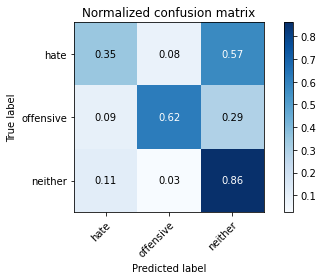 Normalized confusion matrix
True label
hate 0.35 0.08 0.57
offensive 0.09 0.62 0.29
neither 0.11 0.03 0.86
hate offensive neither
Predicted label
0.8
0.7
0.6
0.5
0.4
0.3
0.2
0.1